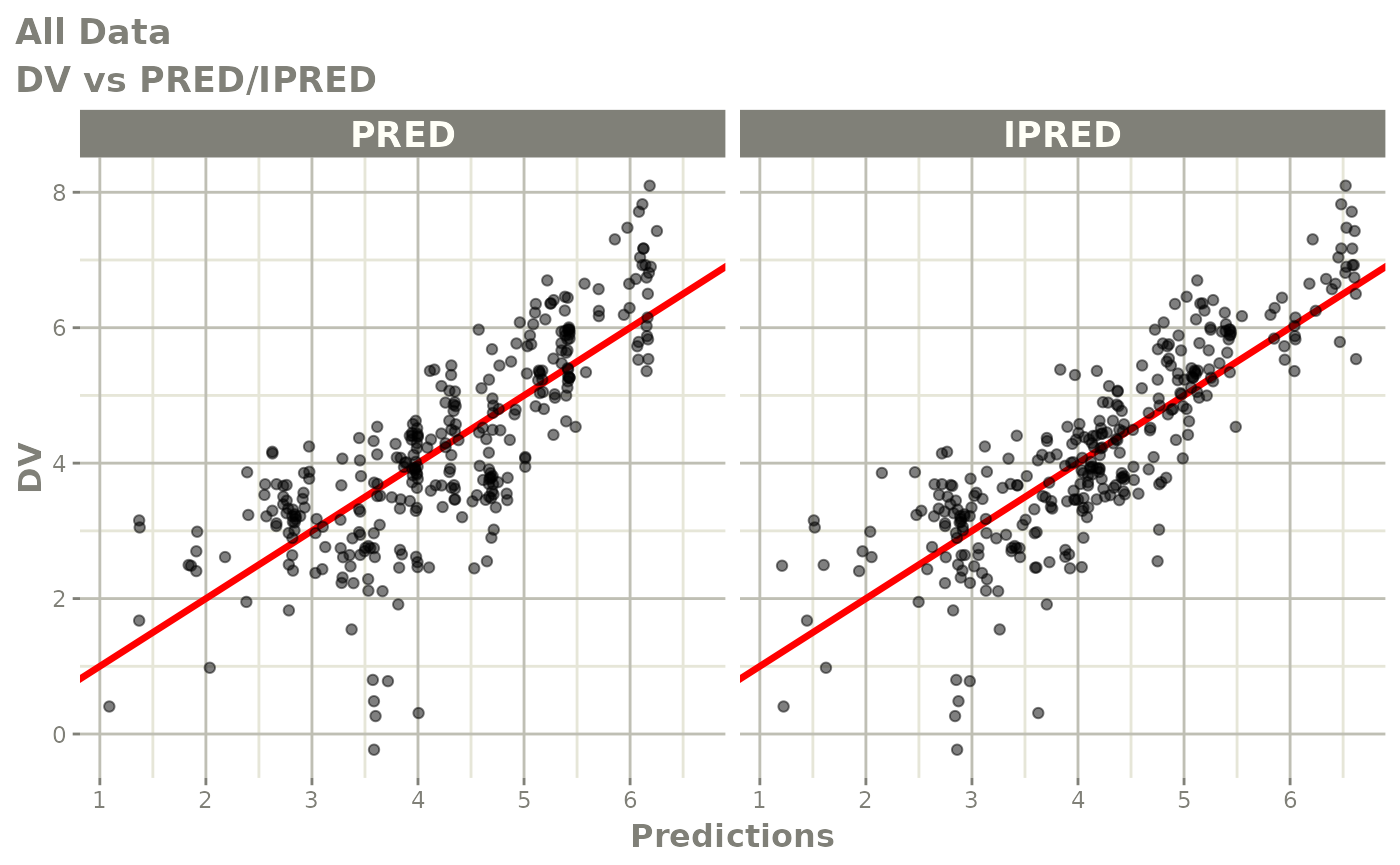 All Data
DV vs PRED/IPRED
PRED
IPRED
8
6
4
2
0
DV
1 2 3 4 5 6
1 2 3 4 5 6
Predictions